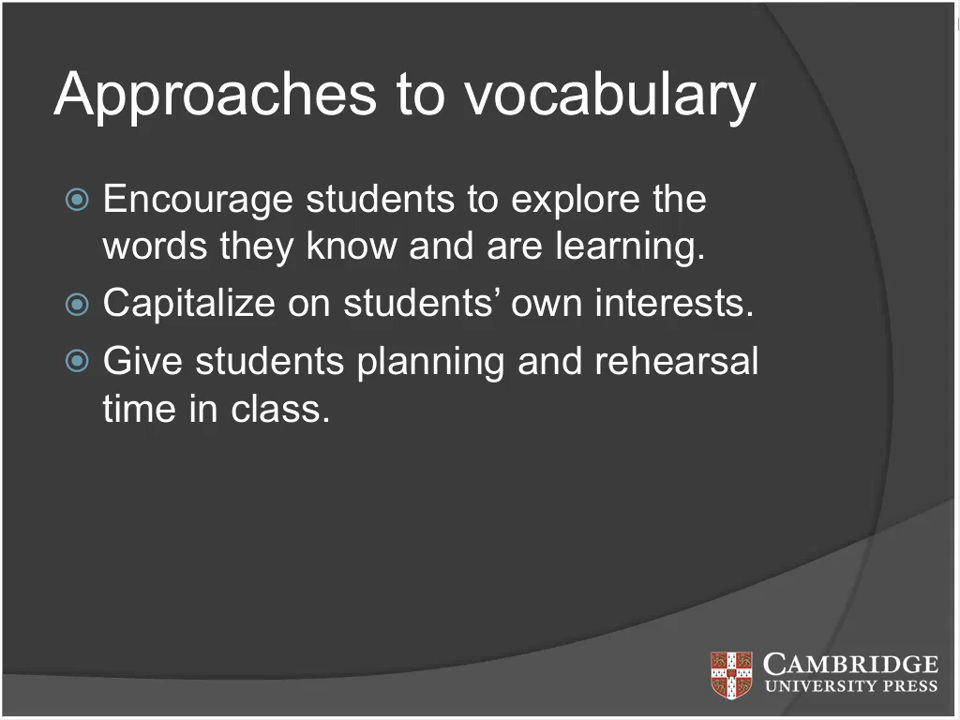 Approaches to vocabulary
Encourage students to explore the
words they know and are learning.
Capitalize on students’ own interests.
Give students planning and rehearsal
time in class.
CAMBRIDGE
UNIVERSITY PRESS